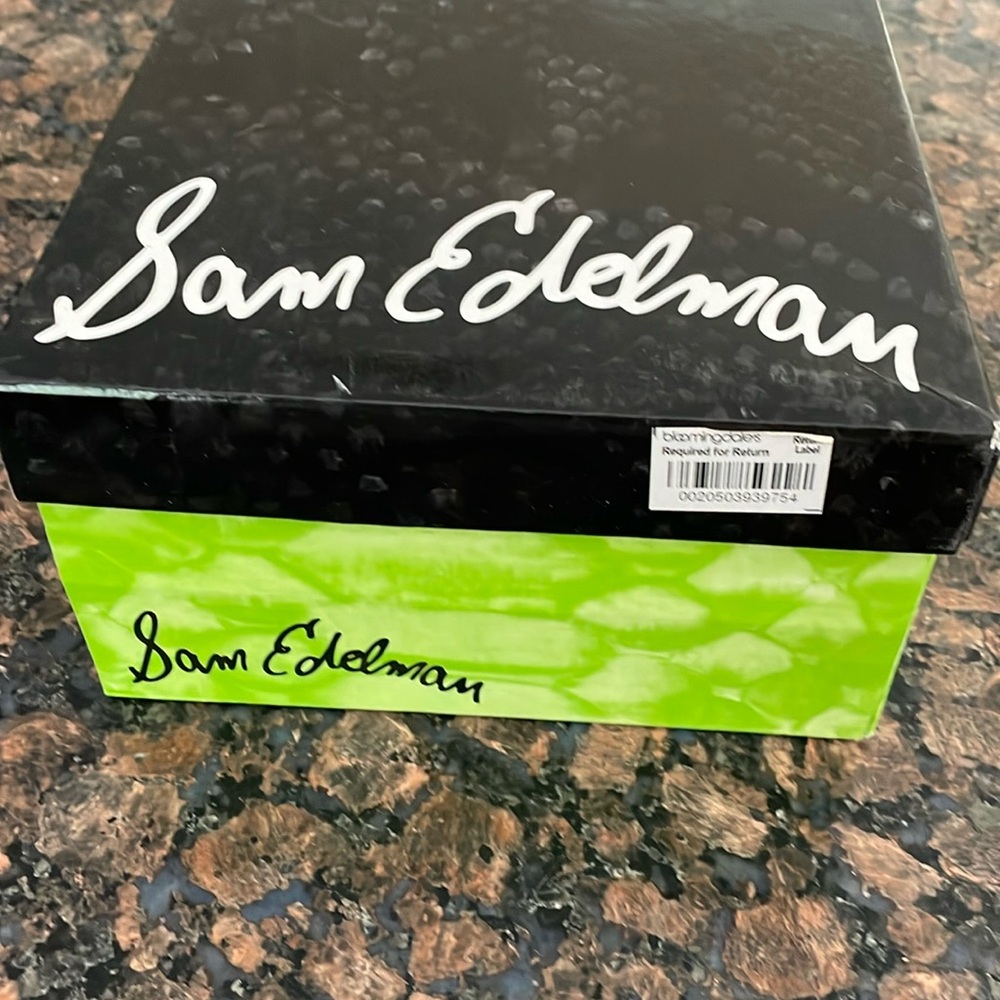 Sam Edelman
bloomingdales
Required for Return
Label
0020503939754
Sam Edelman